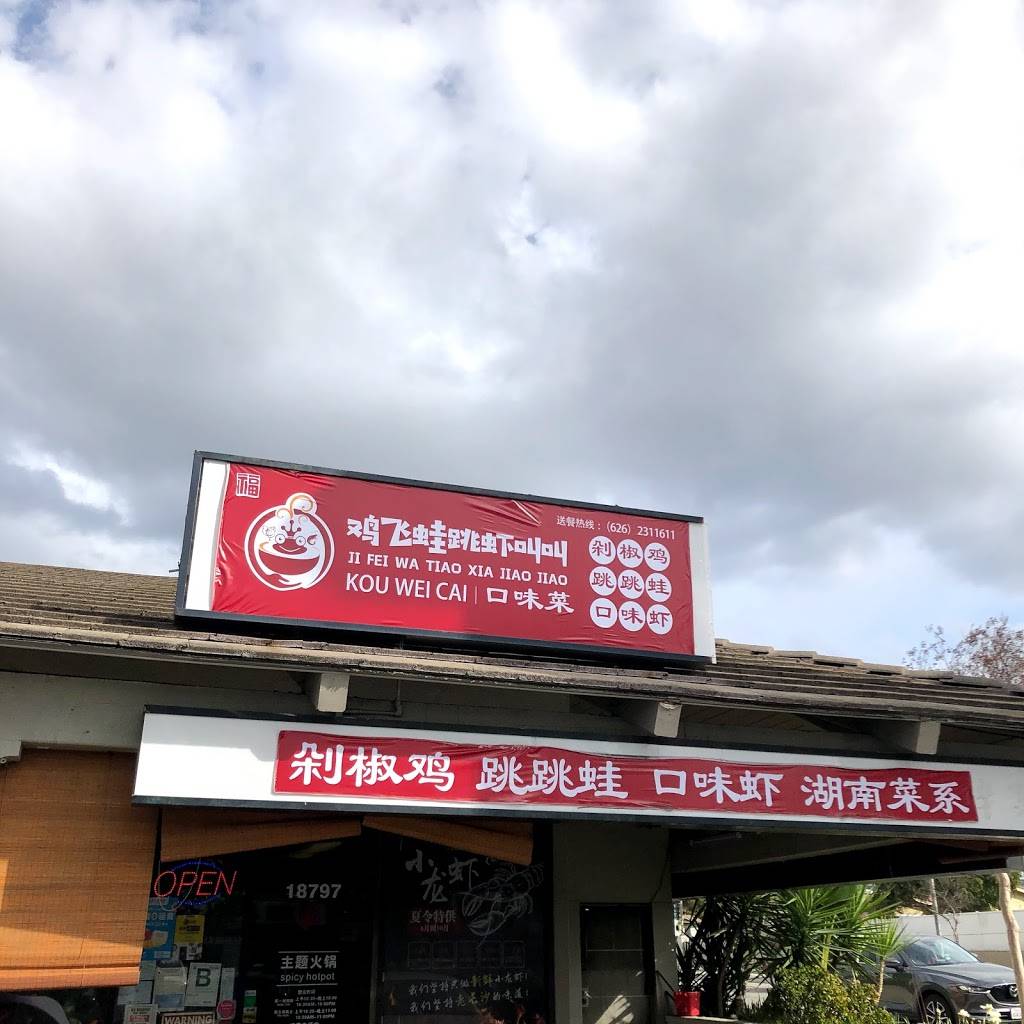 福
鸡飞蛙跳虾叫叫
JI FEI WA TIAO XIA JIAO JIAO
KOU WEI CAI | 口味菜
送餐热线：（626）2311611
剁椒鸡
跳跳蛙
口味虾
剁椒鸡 跳跳蛙 口味虾 湖南菜系
OPEN
18797
小龙虾
夏令特供
主题火锅
spicy hotpot
B
WARNING